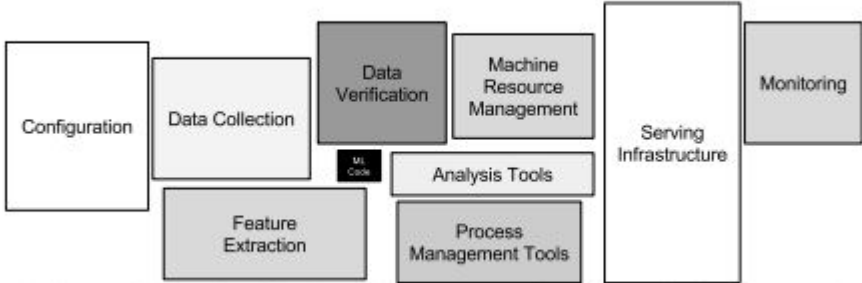 Configuration
Data Collection
Data
Verification
Machine
Resource
Management
Monitoring
Serving
Infrastructure
ML
Code
Analysis Tools
Feature
Extraction
Process
Management Tools